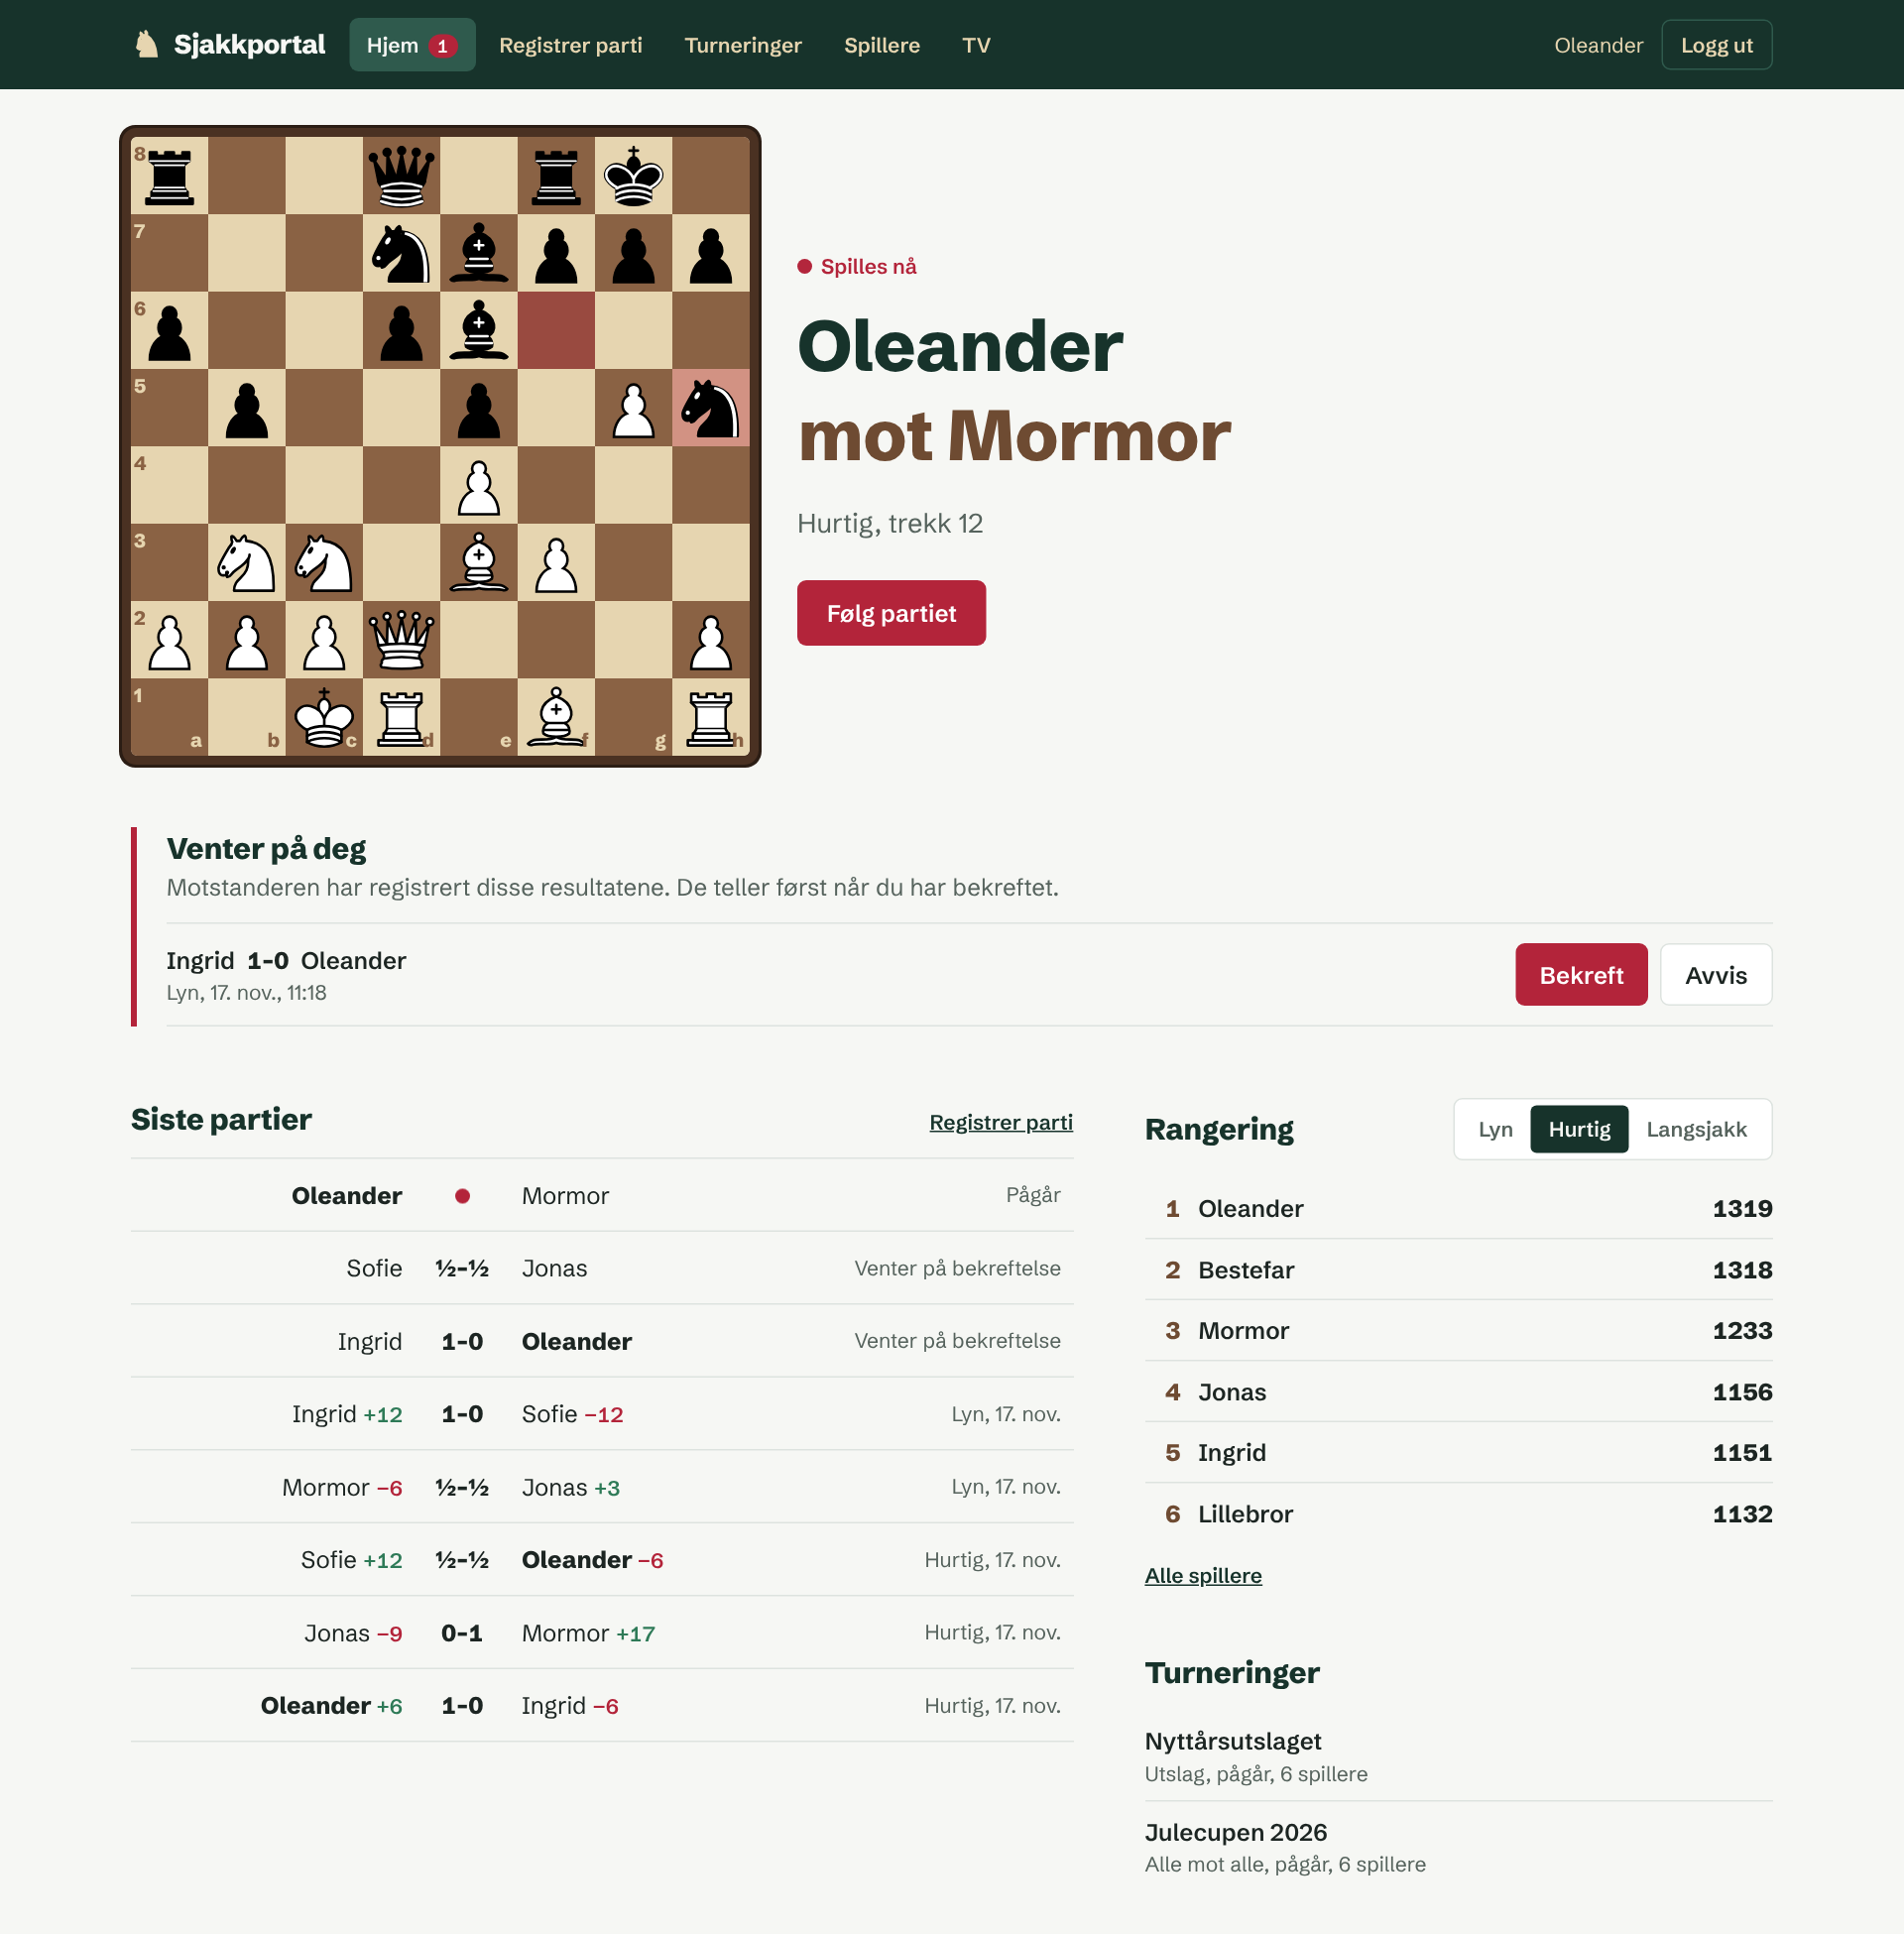 Sjakkportal Hjem 1 Registrer parti Turneringer Spillere TV Oleander Logg ut
8
7
6
5
4
3
2
1
a b c d e f g h
Spilles nå
Oleander
mot Mormor
Hurtig, trekk 12
Følg partiet
Venter på deg
Motstanderen har registrert disse resultatene. De teller først når du har bekreftet.
Ingrid 1-0 Oleander
Lyn, 17. nov., 11:18
Bekreft Avvis
Siste partier Registrer parti
Oleander Mormor Pågår
Sofie ½-½ Jonas Venter på bekreftelse
Ingrid 1-0 Oleander Venter på bekreftelse
Ingrid +12 1-0 Sofie −12 Lyn, 17. nov.
Mormor −6 ½-½ Jonas +3 Lyn, 17. nov.
Sofie +12 ½-½ Oleander −6 Hurtig, 17. nov.
Jonas −9 0-1 Mormor +17 Hurtig, 17. nov.
Oleander +6 1-0 Ingrid −6 Hurtig, 17. nov.
Rangering Lyn Hurtig Langsjakk
1 Oleander 1319
2 Bestefar 1318
3 Mormor 1233
4 Jonas 1156
5 Ingrid 1151
6 Lillebror 1132
Alle spillere
Turneringer
Nyttårsutslaget
Utslag, pågår, 6 spillere
Julecupen 2026
Alle mot alle, pågår, 6 spillere